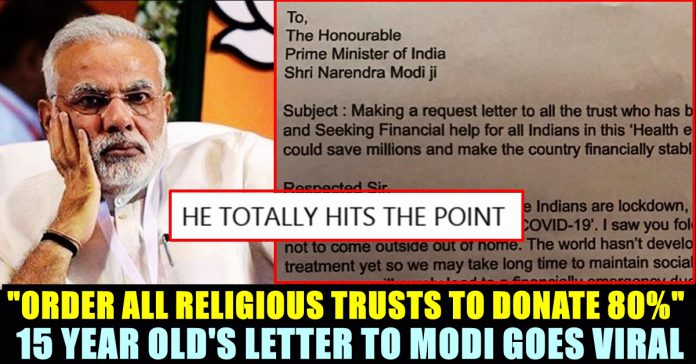 To,
The Honourable
Prime Minister of India
Shri Narendra Modi ji
Subject : Making a request letter to all the trust who has b
and Seeking Financial help for all Indians in this 'Health e
could save millions and make the country financially stabl
Respected Sir,
e Indians are lockdown,
HE TOTALLY HITS THE POINT
COVID-19'. I saw you fol
not to come outside out of home. The world hasn't develo
treatment yet so we may take long time to maintain social
"ORDER ALL RELIGIOUS TRUSTS TO DONATE 80%"
15 YEAR OLD'S LETTER TO MODI GOES VIRAL